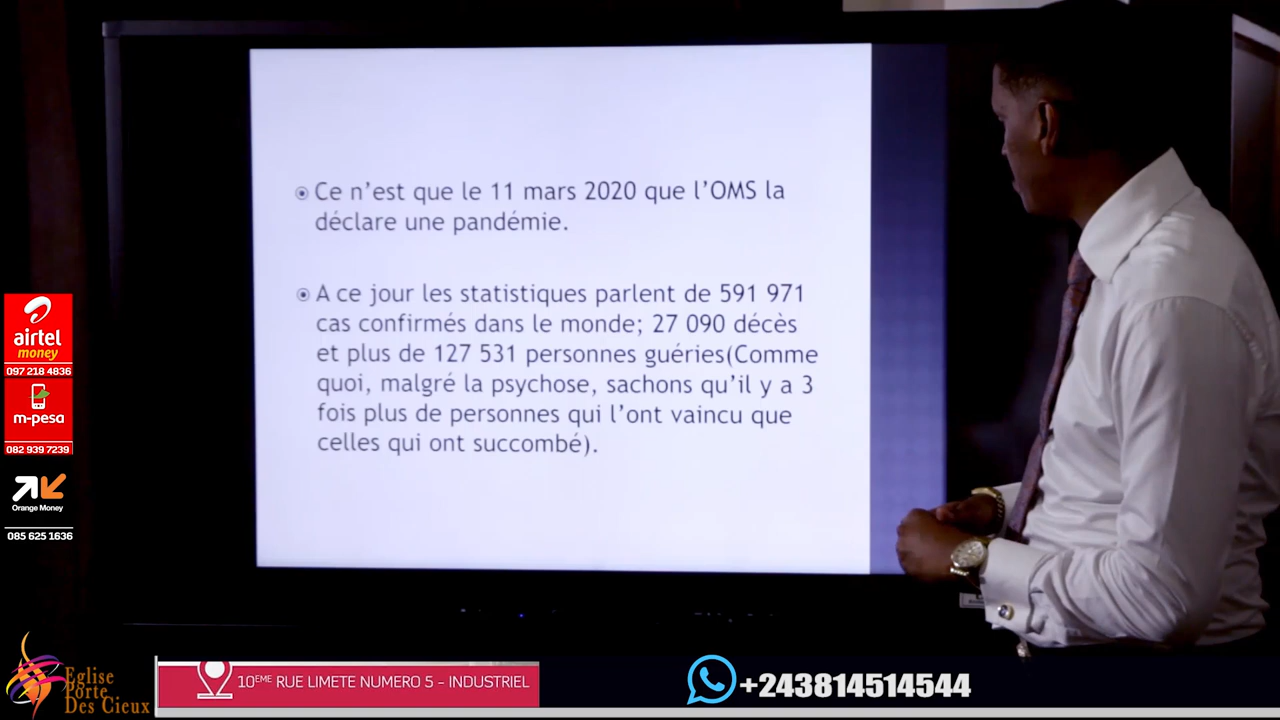 Ce n’est que le 11 mars 2020 que l’OMS la
déclare une pandémie.
A ce jour les statistiques parlent de 591 971
cas confirmés dans le monde; 27 090 décès
et plus de 127 531 personnes guéries(Comme
quoi, malgré la psychose, sachons qu’il y a 3
fois plus de personnes qui l’ont vaincu que
celles qui ont succombé).
airtel
money
097 218 4836
m-pesa
082 939 7239
Orange Money
085 625 1636
Eglise
Porte
Des Cieux
10EME RUE LIMETE NUMERO 5 - INDUSTRIEL
+243814514544